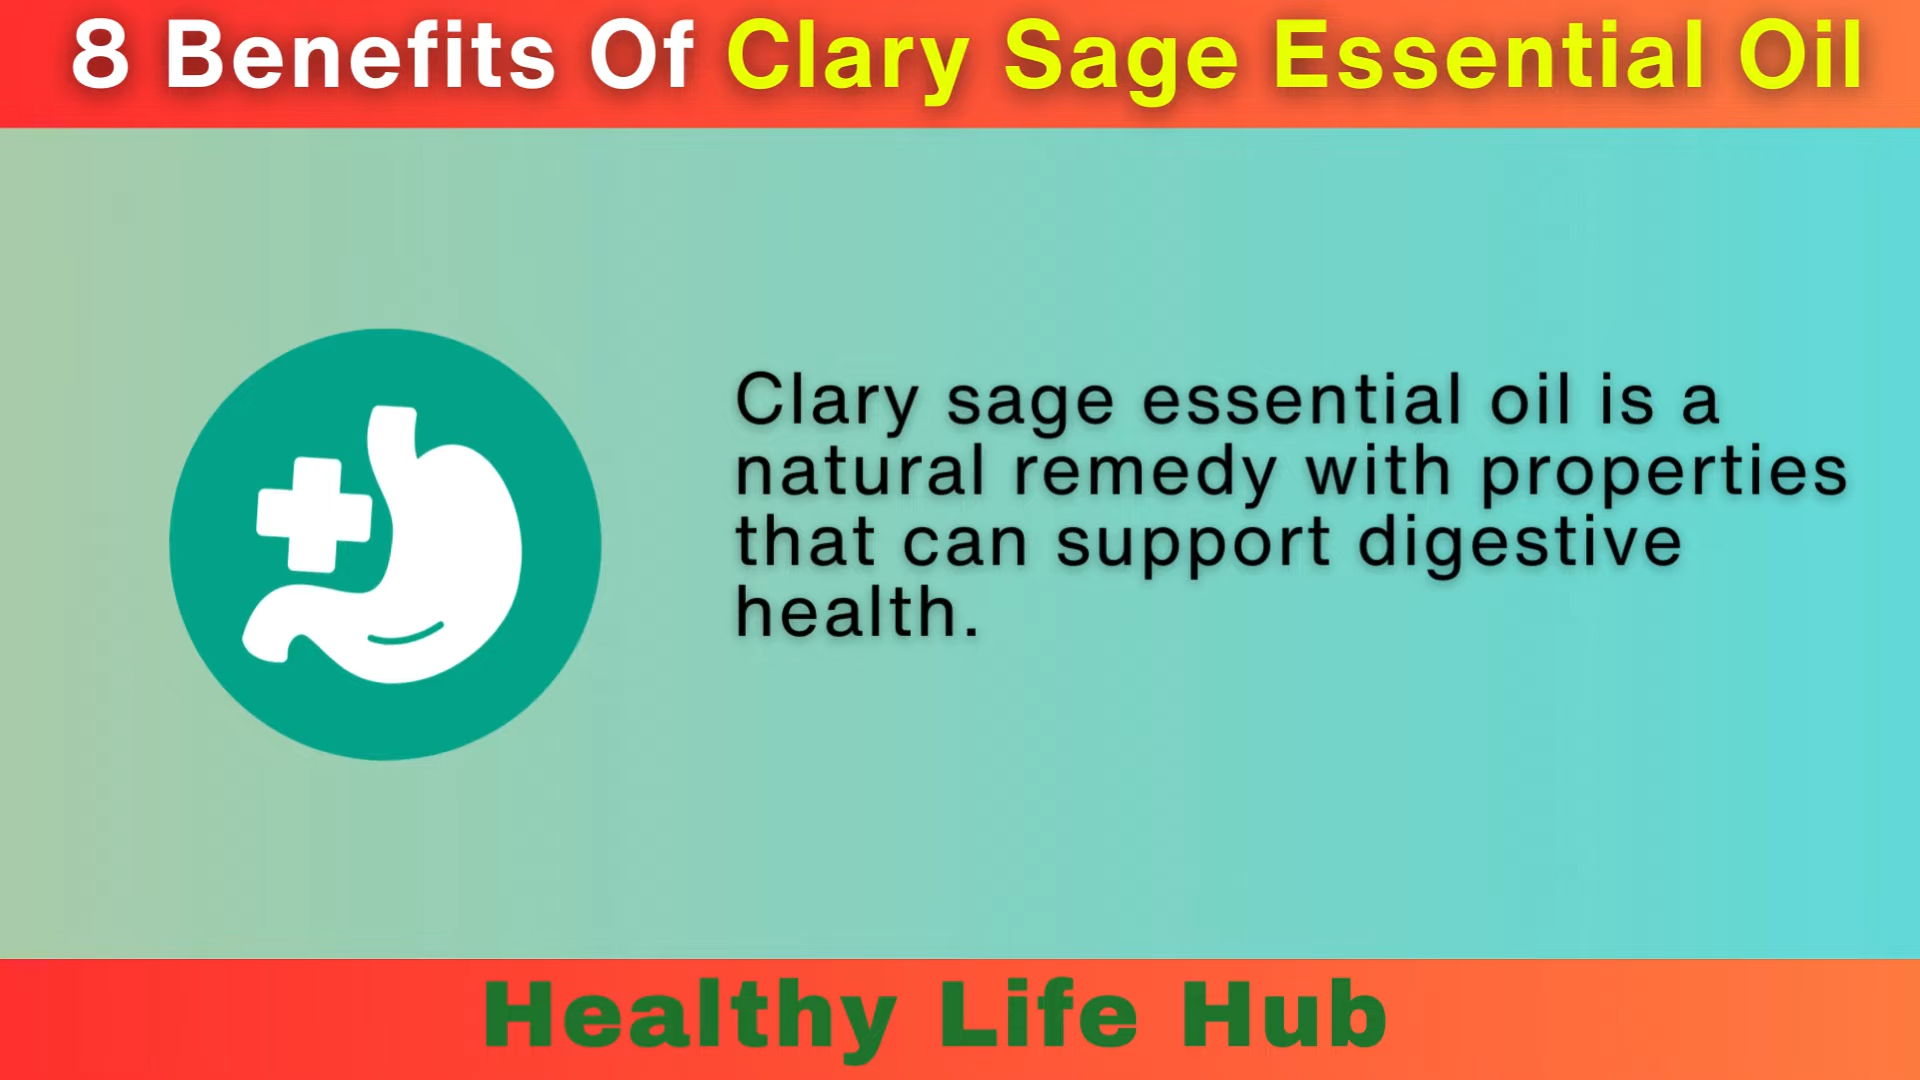 8 Benefits Of Clary Sage Essential Oil
Clary sage essential oil is a
natural remedy with properties
that can support digestive
health.
Healthy Life Hub